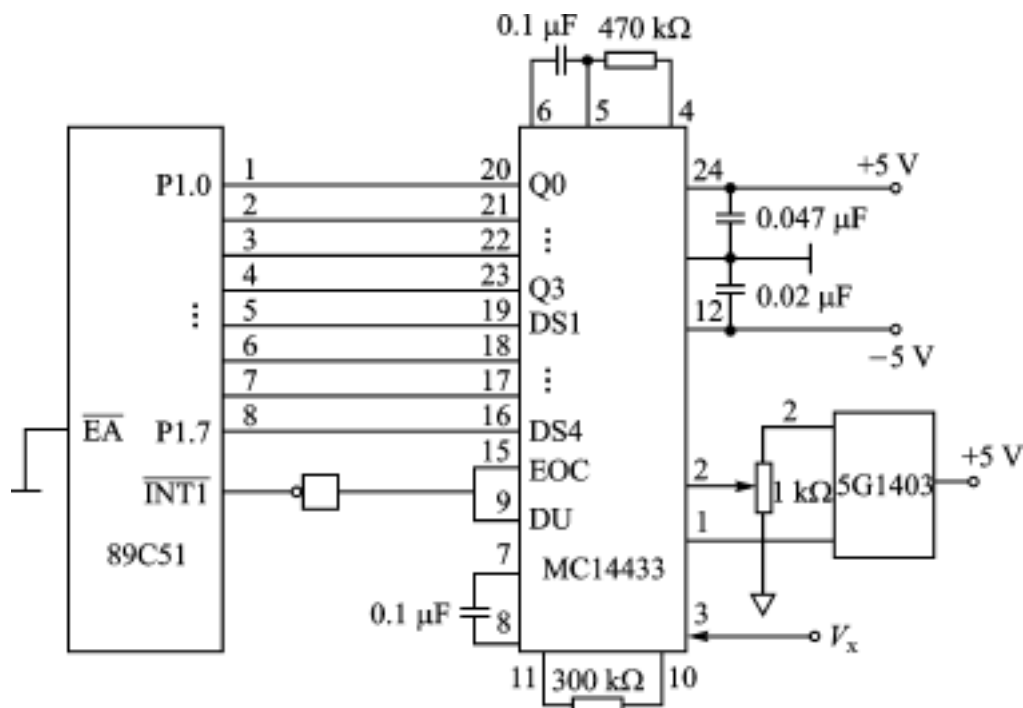 0.1 μF
470 kΩ
6
5
4
P1.0
1
20
Q0
24
+5 V
2
21
0.047 μF
3
22
⋮
4
23
Q3
⋮
5
19
DS1
0.02 μF
12
6
18
−5 V
7
17
⋮
8
16
EA
P1.7
DS4
2
15
EOC
+5 V
INT1
2
1 kΩ
5G1403
9
DU
1
89C51
7
MC14433
0.1 μF
8
3
Vx
11
300 kΩ
10